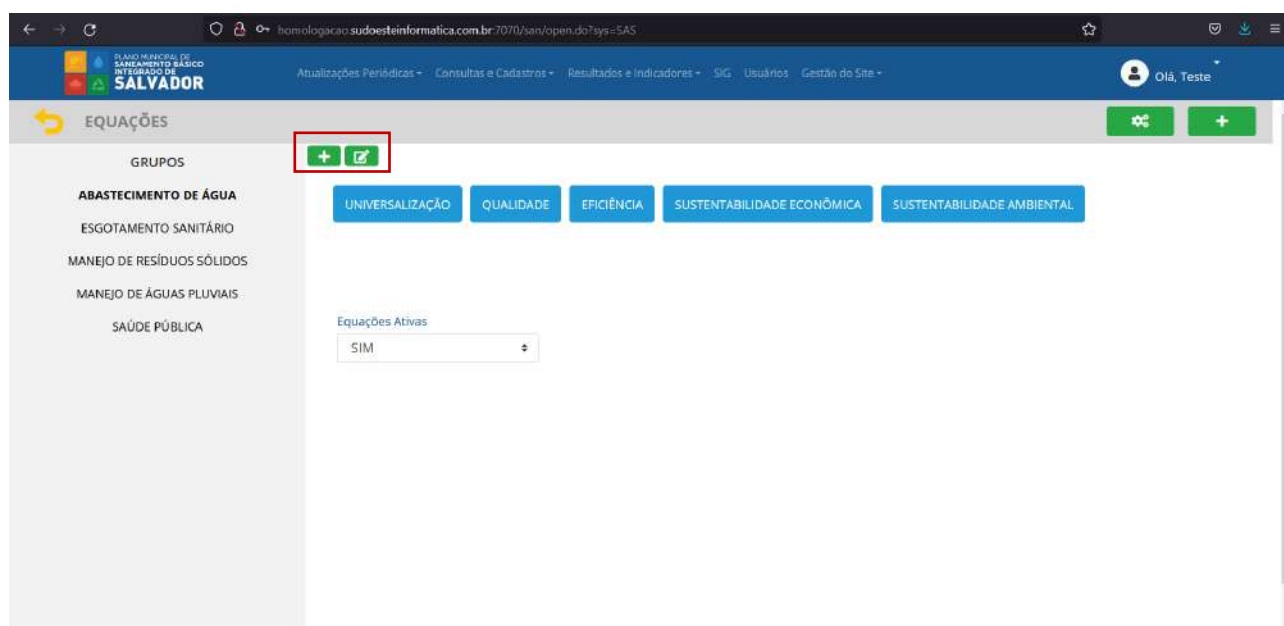 homologacao.sudoesteinformatica.com.br:7070/san/open.do?sys=SAS
PLANO MUNICIPAL DE
SANEAMENTO BÁSICO
INTEGRADO DE
SALVADOR
Atualizações Periódicas Consultas e Cadastros Resultados e Indicadores SIG Usuários Gestão do Site
Olá, Teste
EQUAÇÕES
GRUPOS
ABASTECIMENTO DE ÁGUA
ESGOTAMENTO SANITÁRIO
MANEJO DE RESÍDUOS SÓLIDOS
MANEJO DE ÁGUAS PLUVIAIS
SAÚDE PÚBLICA
UNIVERSALIZAÇÃO QUALIDADE EFICIÊNCIA SUSTENTABILIDADE ECONÔMICA SUSTENTABILIDADE AMBIENTAL
Equações Ativas
SIM